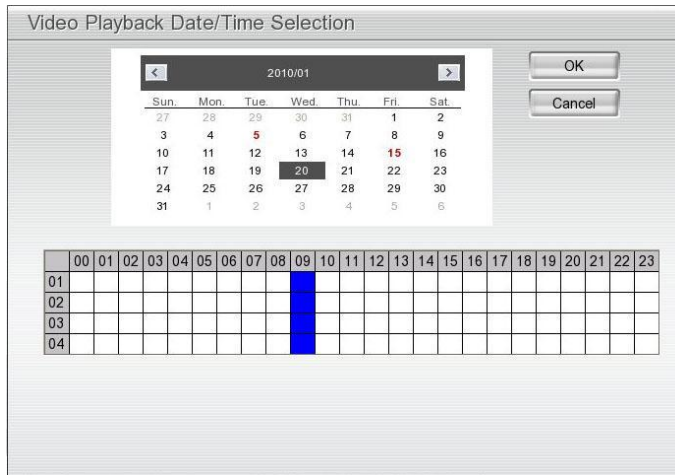 Video Playback Date/Time Selection
< 2010/01 >
OK
Cancel
Sun. Mon. Tue. Wed. Thu. Fri. Sat.
27 28 29 30 31 1 2
3 4 5 6 7 8 9
10 11 12 13 14 15 16
17 18 19 20 21 22 23
24 25 26 27 28 29 30
31 1 2 3 4 5 6
00 01 02 03 04 05 06 07 08 09 10 11 12 13 14 15 16 17 18 19 20 21 22 23
01
02
03
04